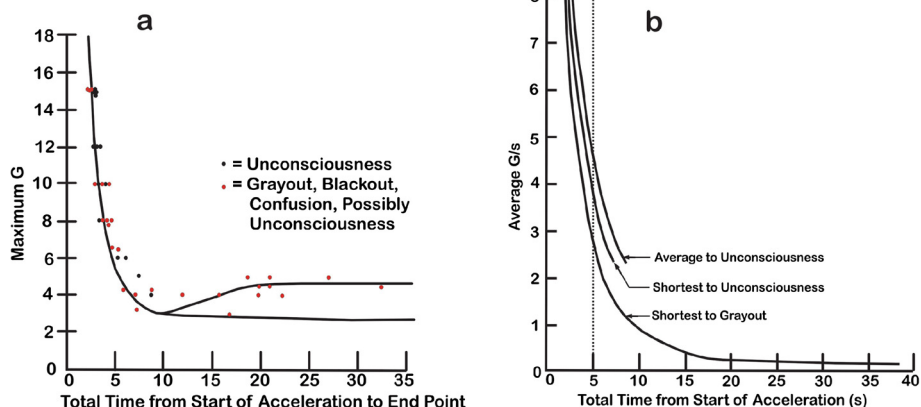 a
Maximum G
18
16
14
12
10
8
6
4
2
0
= Unconsciousness
= Grayout, Blackout,
Confusion, Possibly
Unconsciousness
0 5 10 15 20 25 30 35
Total Time from Start of Acceleration to End Point
b
Average G/s
8
7
6
5
4
3
2
1
0
Average to Unconsciousness
Shortest to Unconsciousness
Shortest to Grayout
0 5 10 15 20 25 30 35 40
Total Time from Start of Acceleration (s)